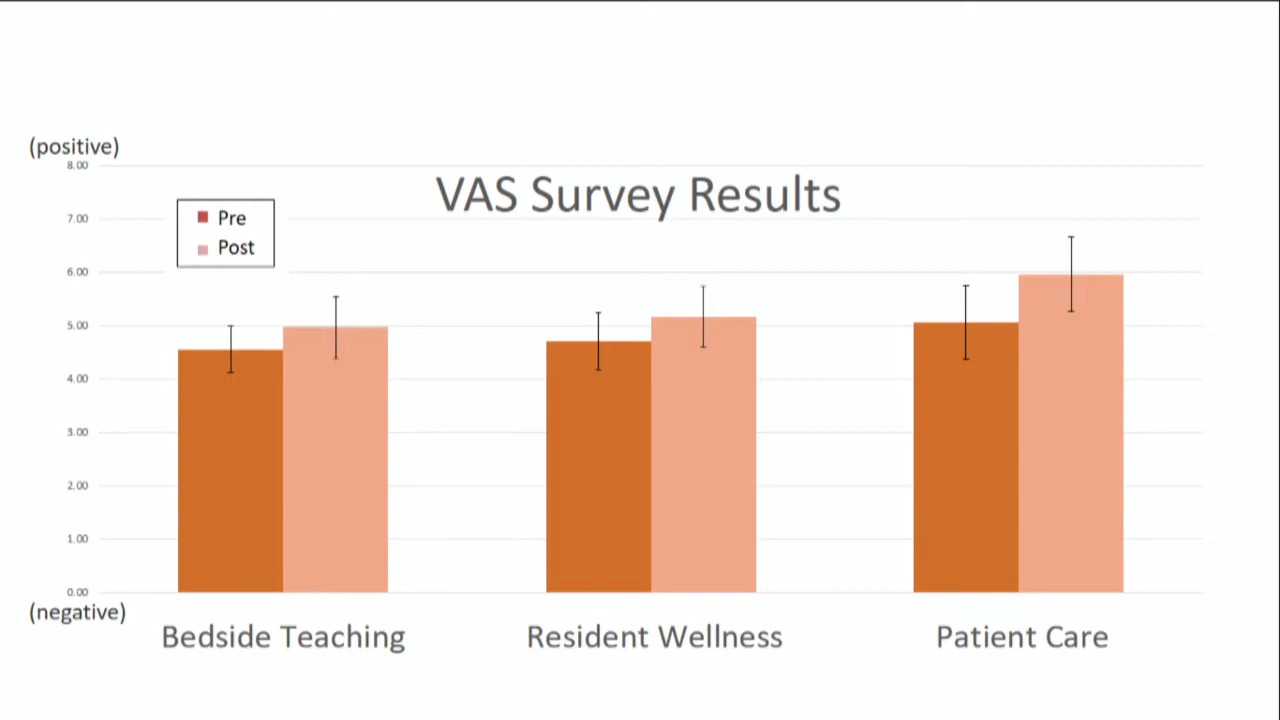 (positive)
8.00
VAS Survey Results
7.00
Pre
Post
6.00
5.00
4.00
3.00
2.00
1.00
0.00
(negative)
Bedside Teaching
Resident Wellness
Patient Care